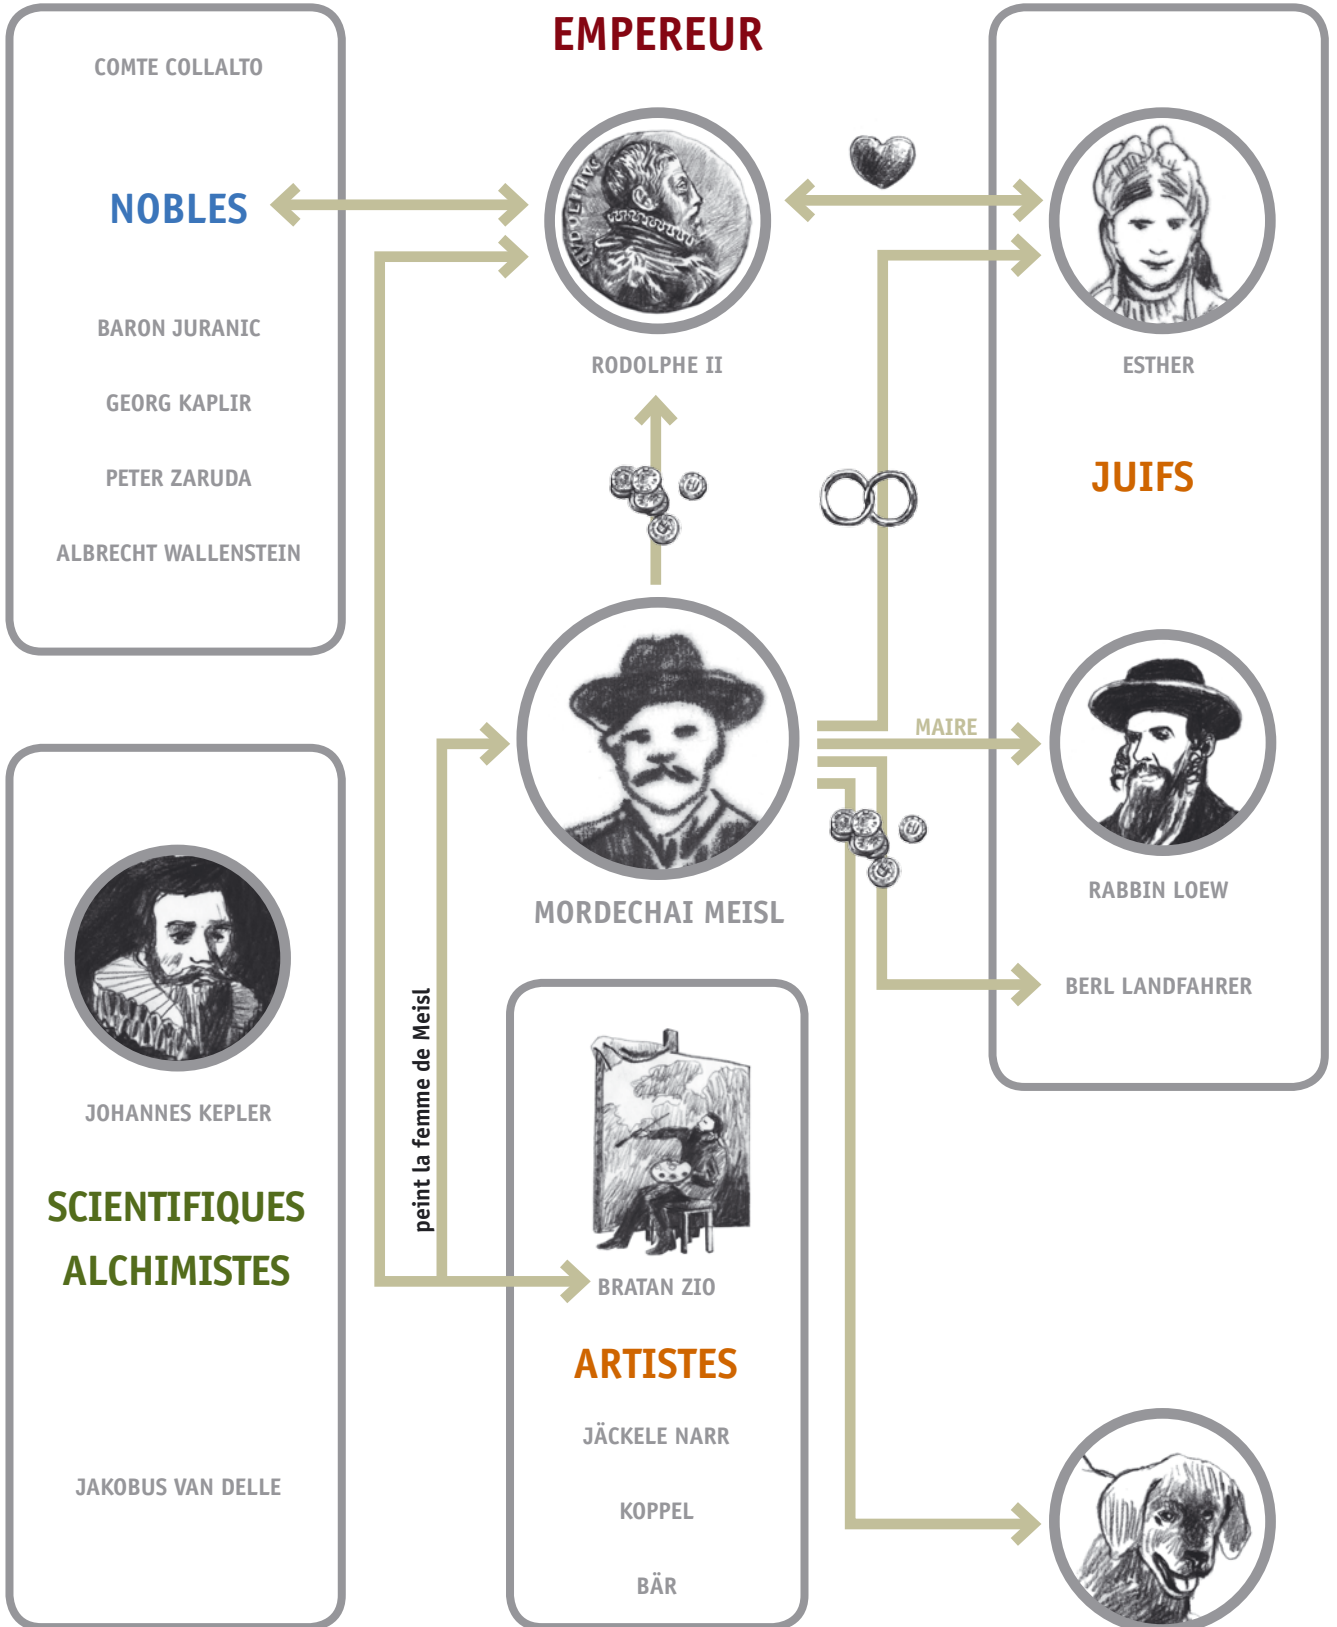 EMPEREUR
COMTE COLLALTO
NOBLES
BARON JURANIC
GEORG KAPLIR
PETER ZARUDA
ALBRECHT WALLENSTEIN
RVDOLFIRVS
RODOLPHE II
ESTHER
JUIFS
MAIRE
MORDECHAI MEISL
RABBIN LOEW
BERL LANDFAHRER
peint la femme de Meisl
JOHANNES KEPLER
SCIENTIFIQUES
ALCHIMISTES
JAKOBUS VAN DELLE
BRATAN ZIO
ARTISTES
JÄCKELE NARR
KOPPEL
BÄR